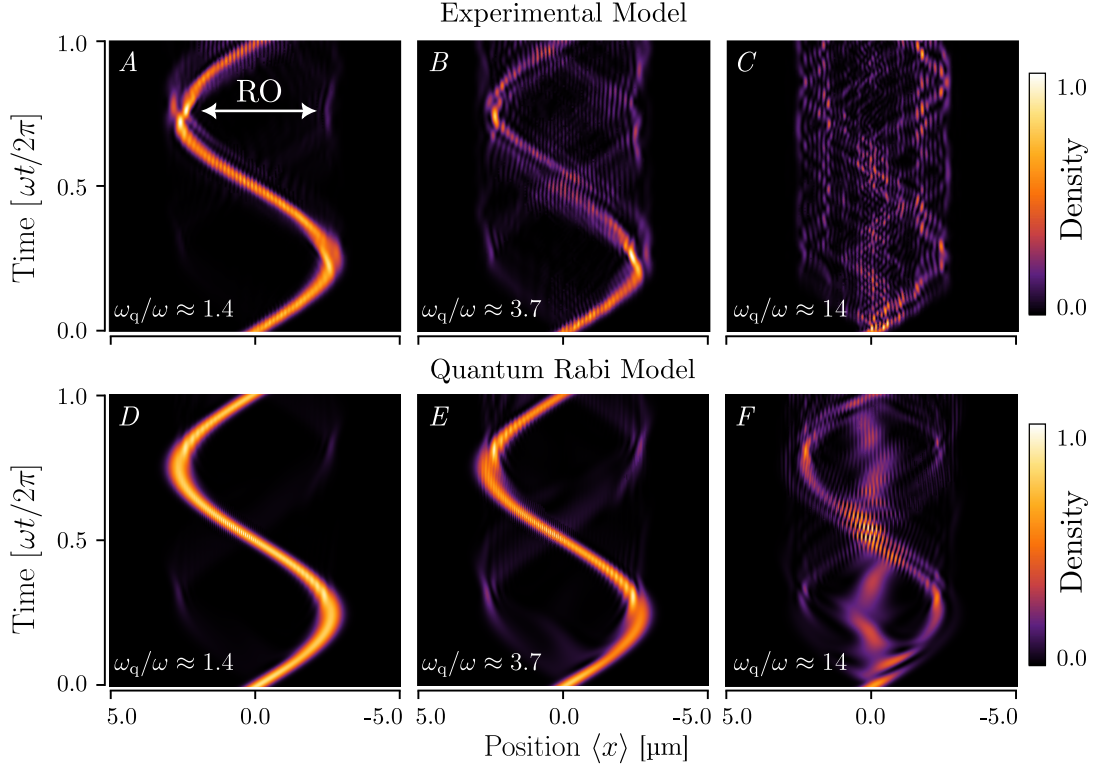 Experimental Model
A
B
C
RO
ω_q/ω ≈ 1.4
ω_q/ω ≈ 3.7
ω_q/ω ≈ 14
Time [ωt/2π]
1.0
0.5
0.0
Density
1.0
0.0
Quantum Rabi Model
D
E
F
ω_q/ω ≈ 1.4
ω_q/ω ≈ 3.7
ω_q/ω ≈ 14
Time [ωt/2π]
1.0
0.5
0.0
Density
1.0
0.0
5.0 0.0 -5.0 5.0 0.0 -5.0 5.0 0.0 -5.0
Position ⟨x⟩ [µm]